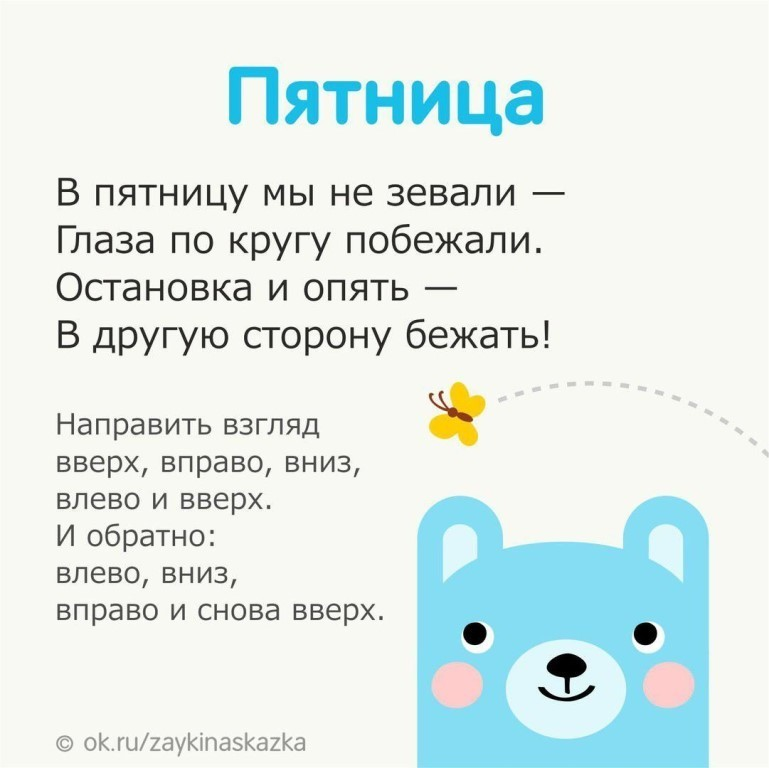 Пятница
В пятницу мы не зевали —
Глаза по кругу побежали.
Остановка и опять —
В другую сторону бежать!
Направить взгляд
вверх, вправо, вниз,
влево и вверх.
И обратно:
влево, вниз,
вправо и снова вверх.
© ok.ru/zaykinaskazka